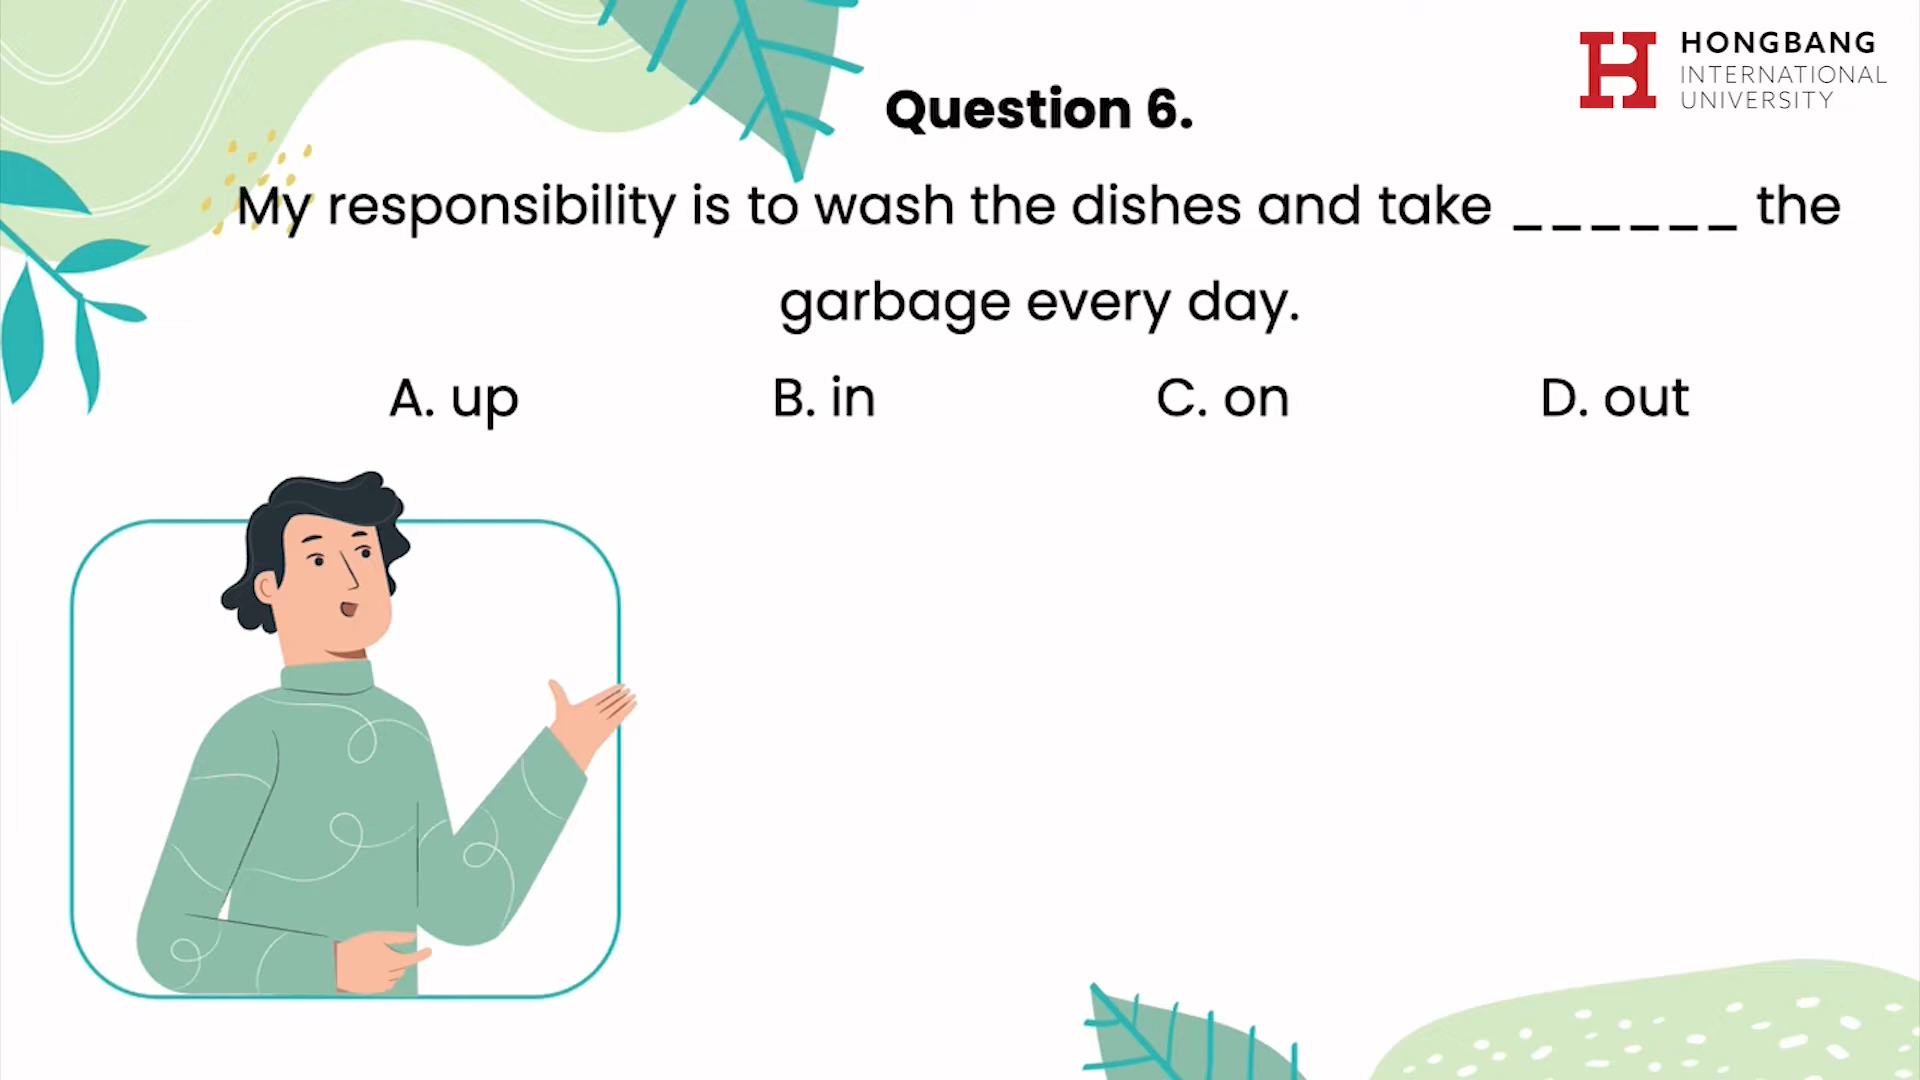 HONGBANG
INTERNATIONAL
UNIVERSITY
Question 6.
My responsibility is to wash the dishes and take ______ the
garbage every day.
A. up B. in C. on D. out